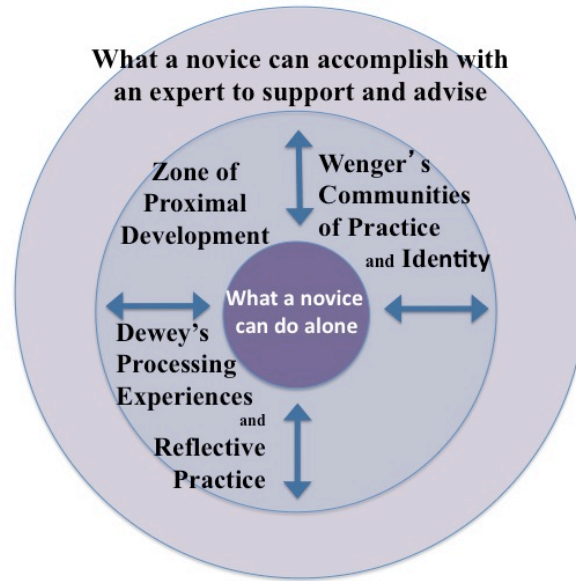 What a novice can accomplish with
an expert to support and advise
Zone of
Proximal
Development
Wenger’s
Communities
of Practice
and Identity
What a novice
can do alone
Dewey’s
Processing
Experiences
and
Reflective
Practice